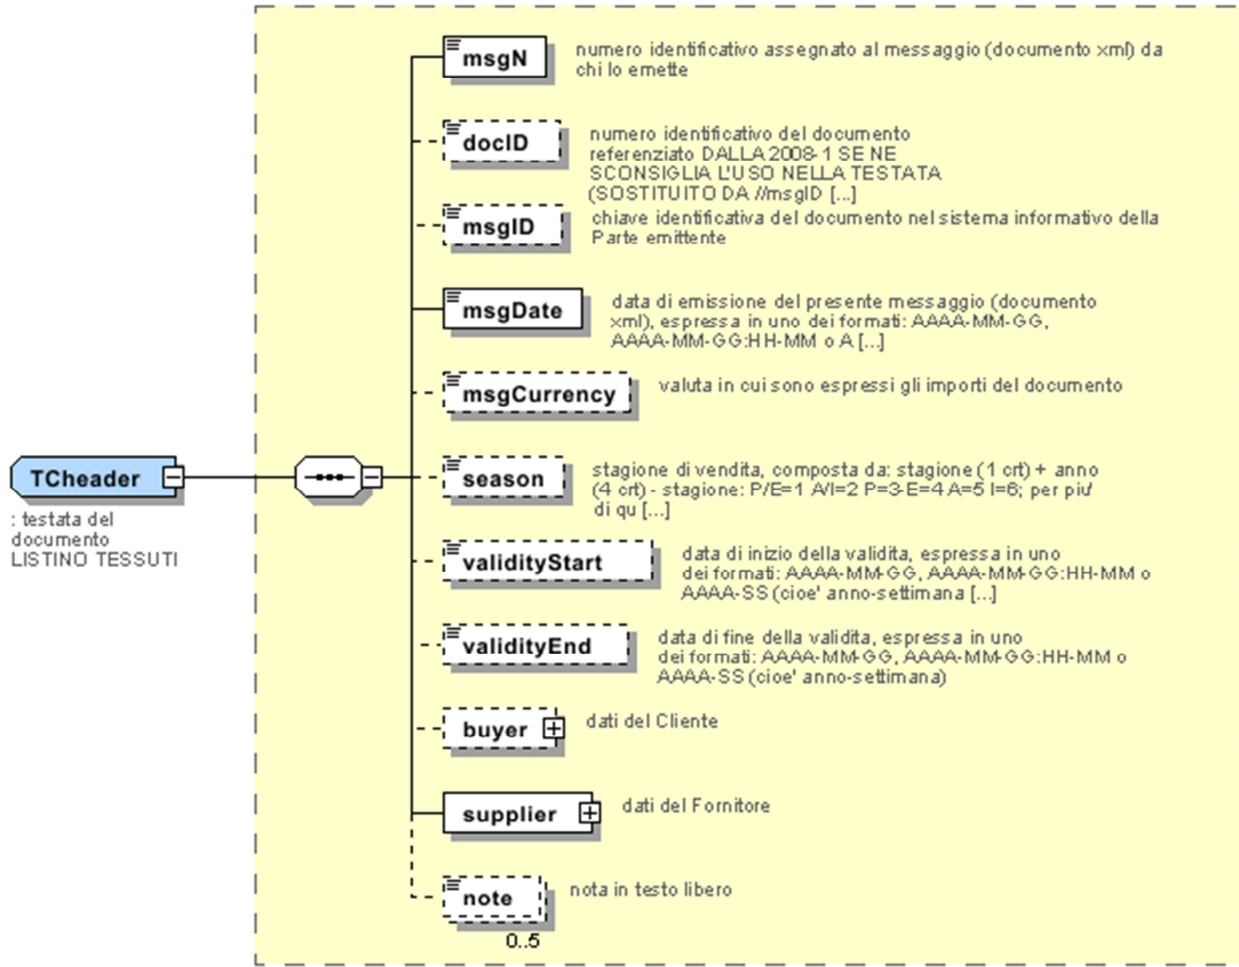 msgN
numero identificativo assegnato al messaggio (documento xml) da
chi lo emette
docID
numero identificativo del documento
referenziato DALLA 2008-1 SE NE
SCONSIGLIA L'USO NELLA TESTATA
(SOSTITUITO DA //msgID [...]
msgID
chiave identificativa del documento nel sistema informativo della
Parte emittente
msgDate
data di emissione del presente messaggio (documento
xml), espressa in uno dei formati: AAAA-MM-GG,
AAAA-MM-GG:HH-MM o A [...]
msgCurrency
valuta in cui sono espressi gli importi del documento
TCheader
: testata del
documento
LISTINO TESSUTI
season
stagione di vendita, composta da: stagione (1 crt) + anno
(4 crt) - stagione: P/E=1 A/I=2 P=3-E=4 A=5 I=6; per piu'
di qu [...]
validityStart
data di inizio della validita, espressa in uno
dei formati: AAAA-MM-GG, AAAA-MM-GG:HH-MM o
AAAA-SS (cioe' anno-settimana [...]
validityEnd
data di fine della validita, espressa in uno
dei formati: AAAA-MM-GG, AAAA-MM-GG:HH-MM o
AAAA-SS (cioe' anno-settimana)
buyer
dati del Cliente
supplier
dati del Fornitore
note
nota in testo libero
0..5